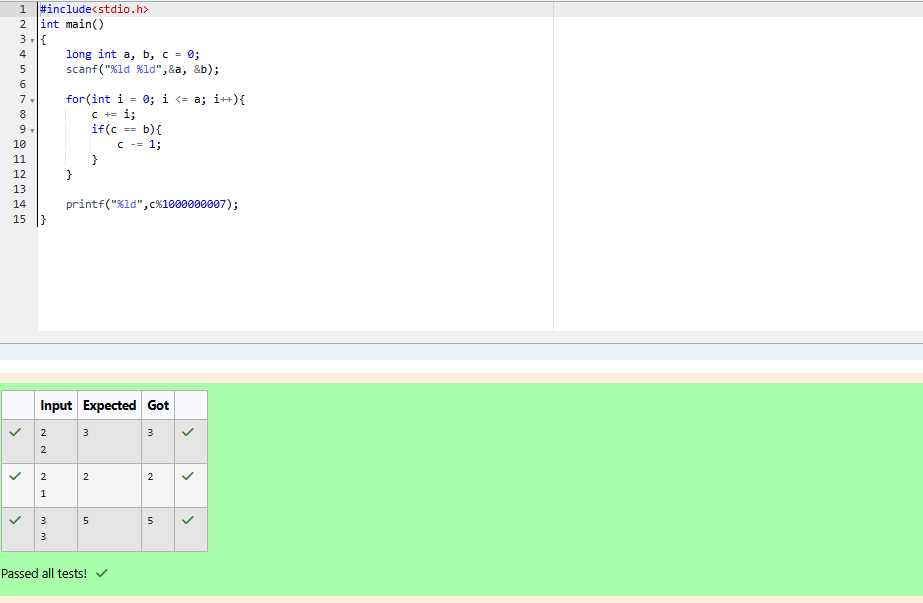 1 #include<stdio.h>
2 int main()
3 {
4 long int a, b, c = 0;
5 scanf("%ld %ld",&a, &b);
6
7 for(int i = 0; i <= a; i++){
8 c += i;
9 if(c == b){
10 c -= 1;
11 }
12 }
13
14 printf("%ld",c%1000000007);
15 }
Input Expected Got
2 3 3
2
2 2 2
1
3 5 5
3
Passed all tests!